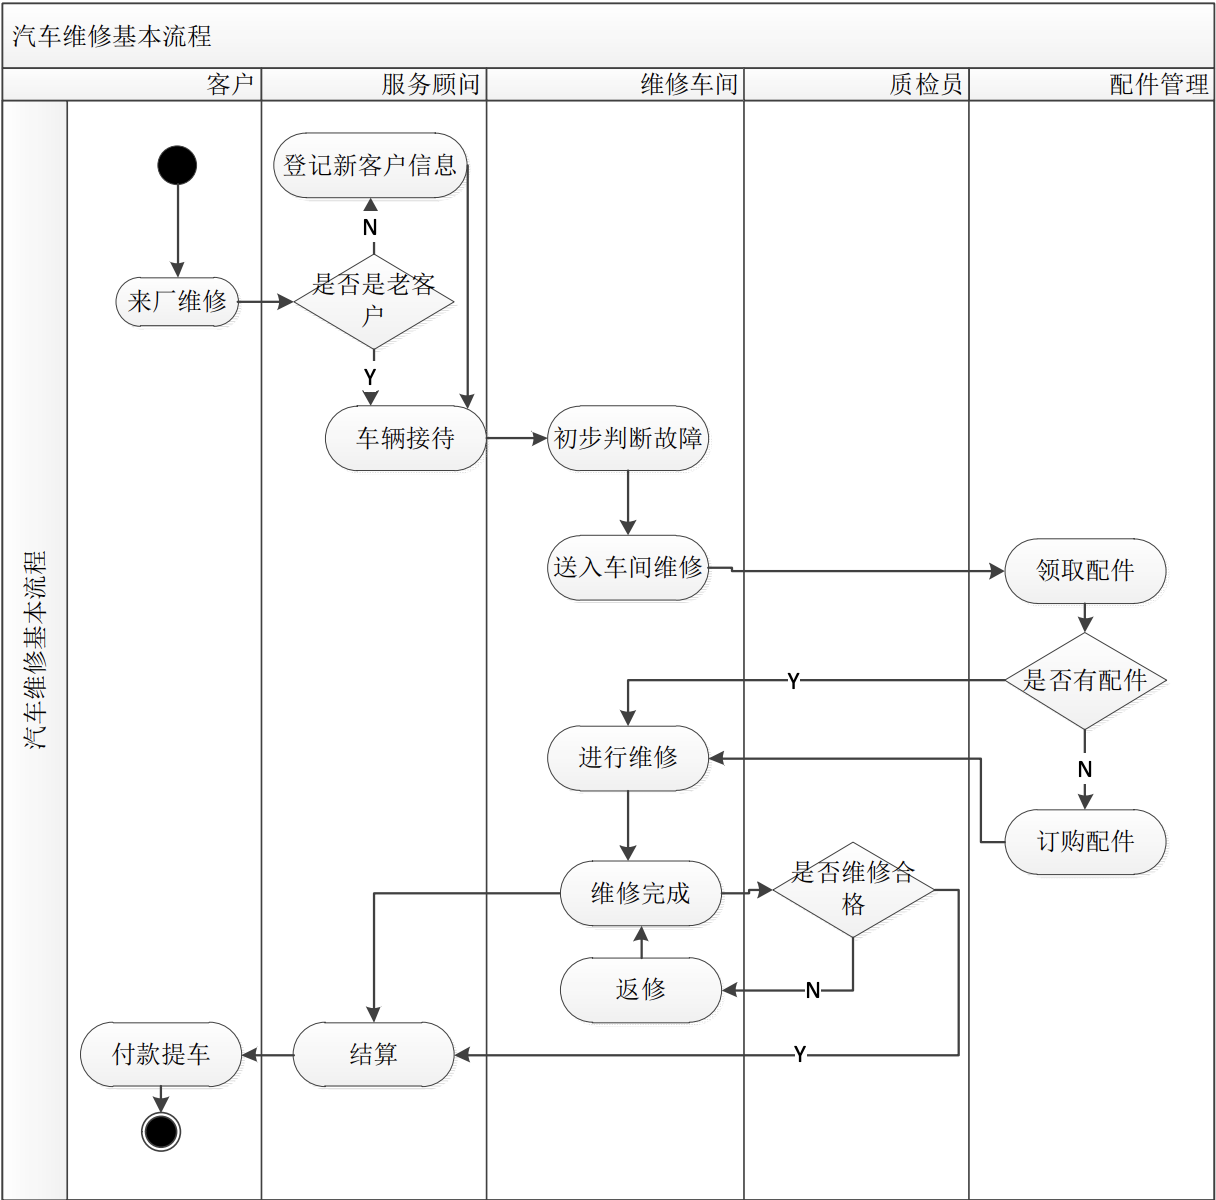 汽车维修基本流程
客户
服务顾问
维修车间
质检员
配件管理
汽车维修基本流程
登记新客户信息
N
来厂维修
是否是老客
户
Y
车辆接待
初步判断故障
送入车间维修
领取配件
是否有配件
Y
进行维修
N
订购配件
维修完成
是否维修合
格
返修
N
付款提车
结算
Y